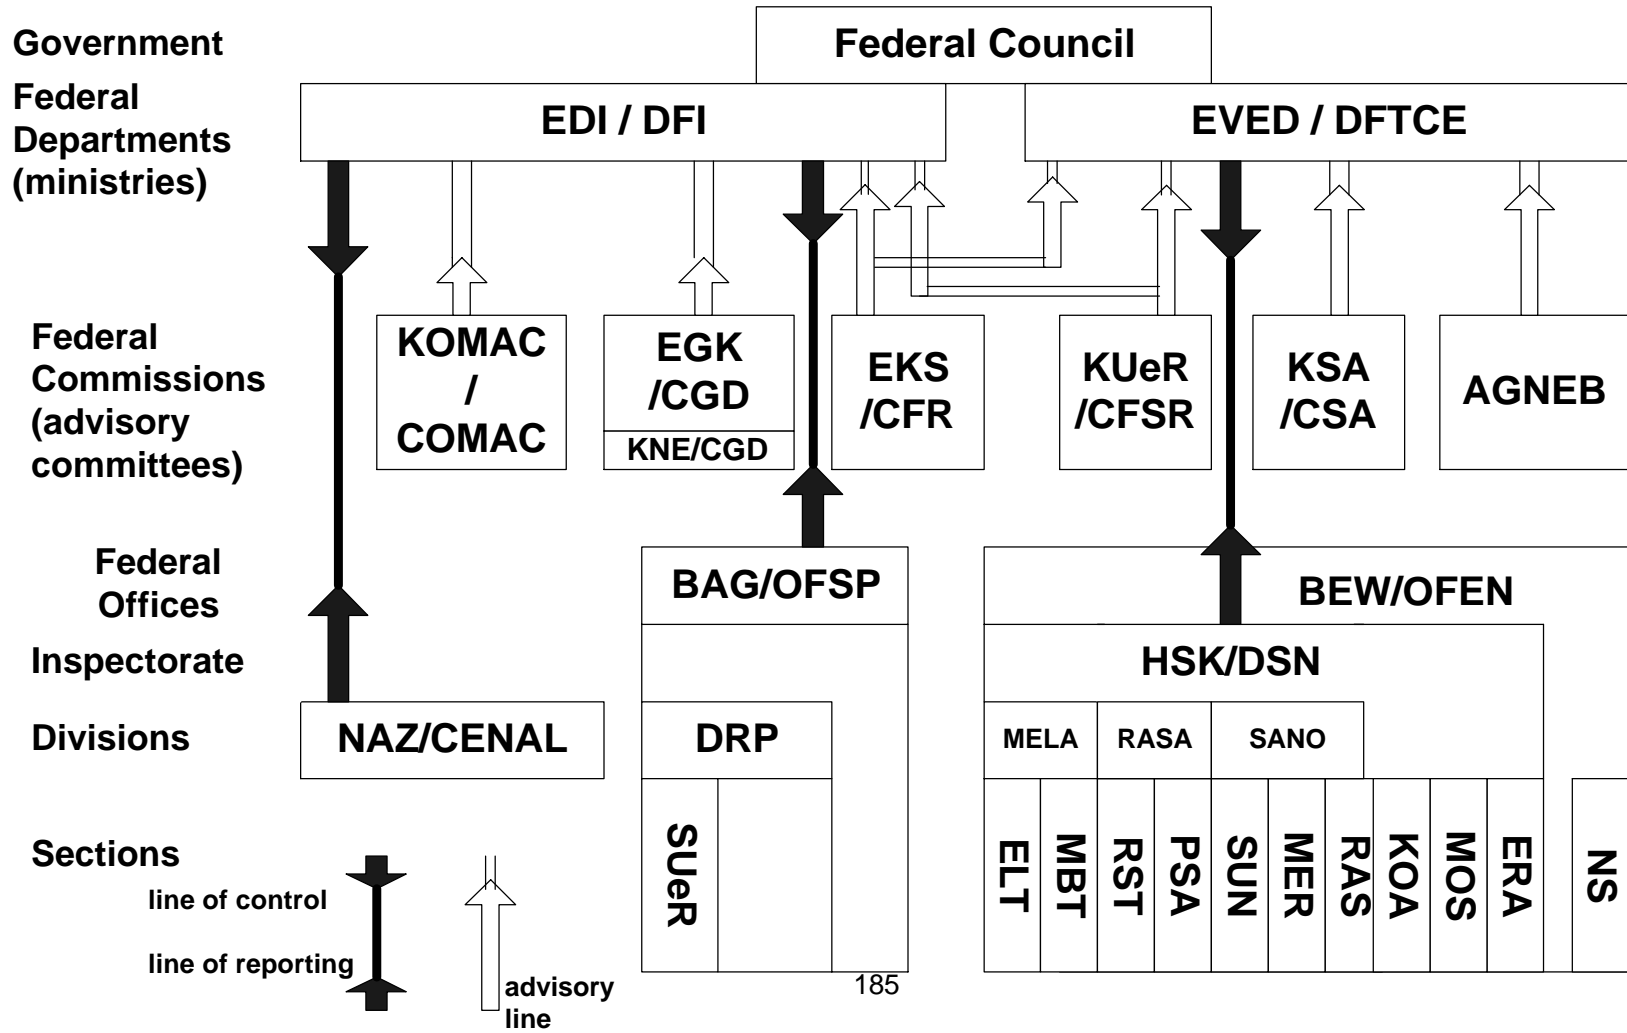 Government
Federal Council
Federal
Departments
(ministries)
EDI / DFI
EVED / DFTCE
Federal
Commissions
(advisory
committees)
KOMAC
/
COMAC
EGK
/CGD
KNE/CGD
EKS
/CFR
KUeR
/CFSR
KSA
/CSA
AGNEB
Federal
Offices
BAG/OFSP
BEW/OFEN
Inspectorate
HSK/DSN
Divisions
NAZ/CENAL
DRP
MELA
RASA
SANO
Sections
SUeR
ELT
MBT
RST
PSA
SUN
MER
RAS
KOA
MOS
ERA
NS
line of control
line of reporting
advisory
line
185